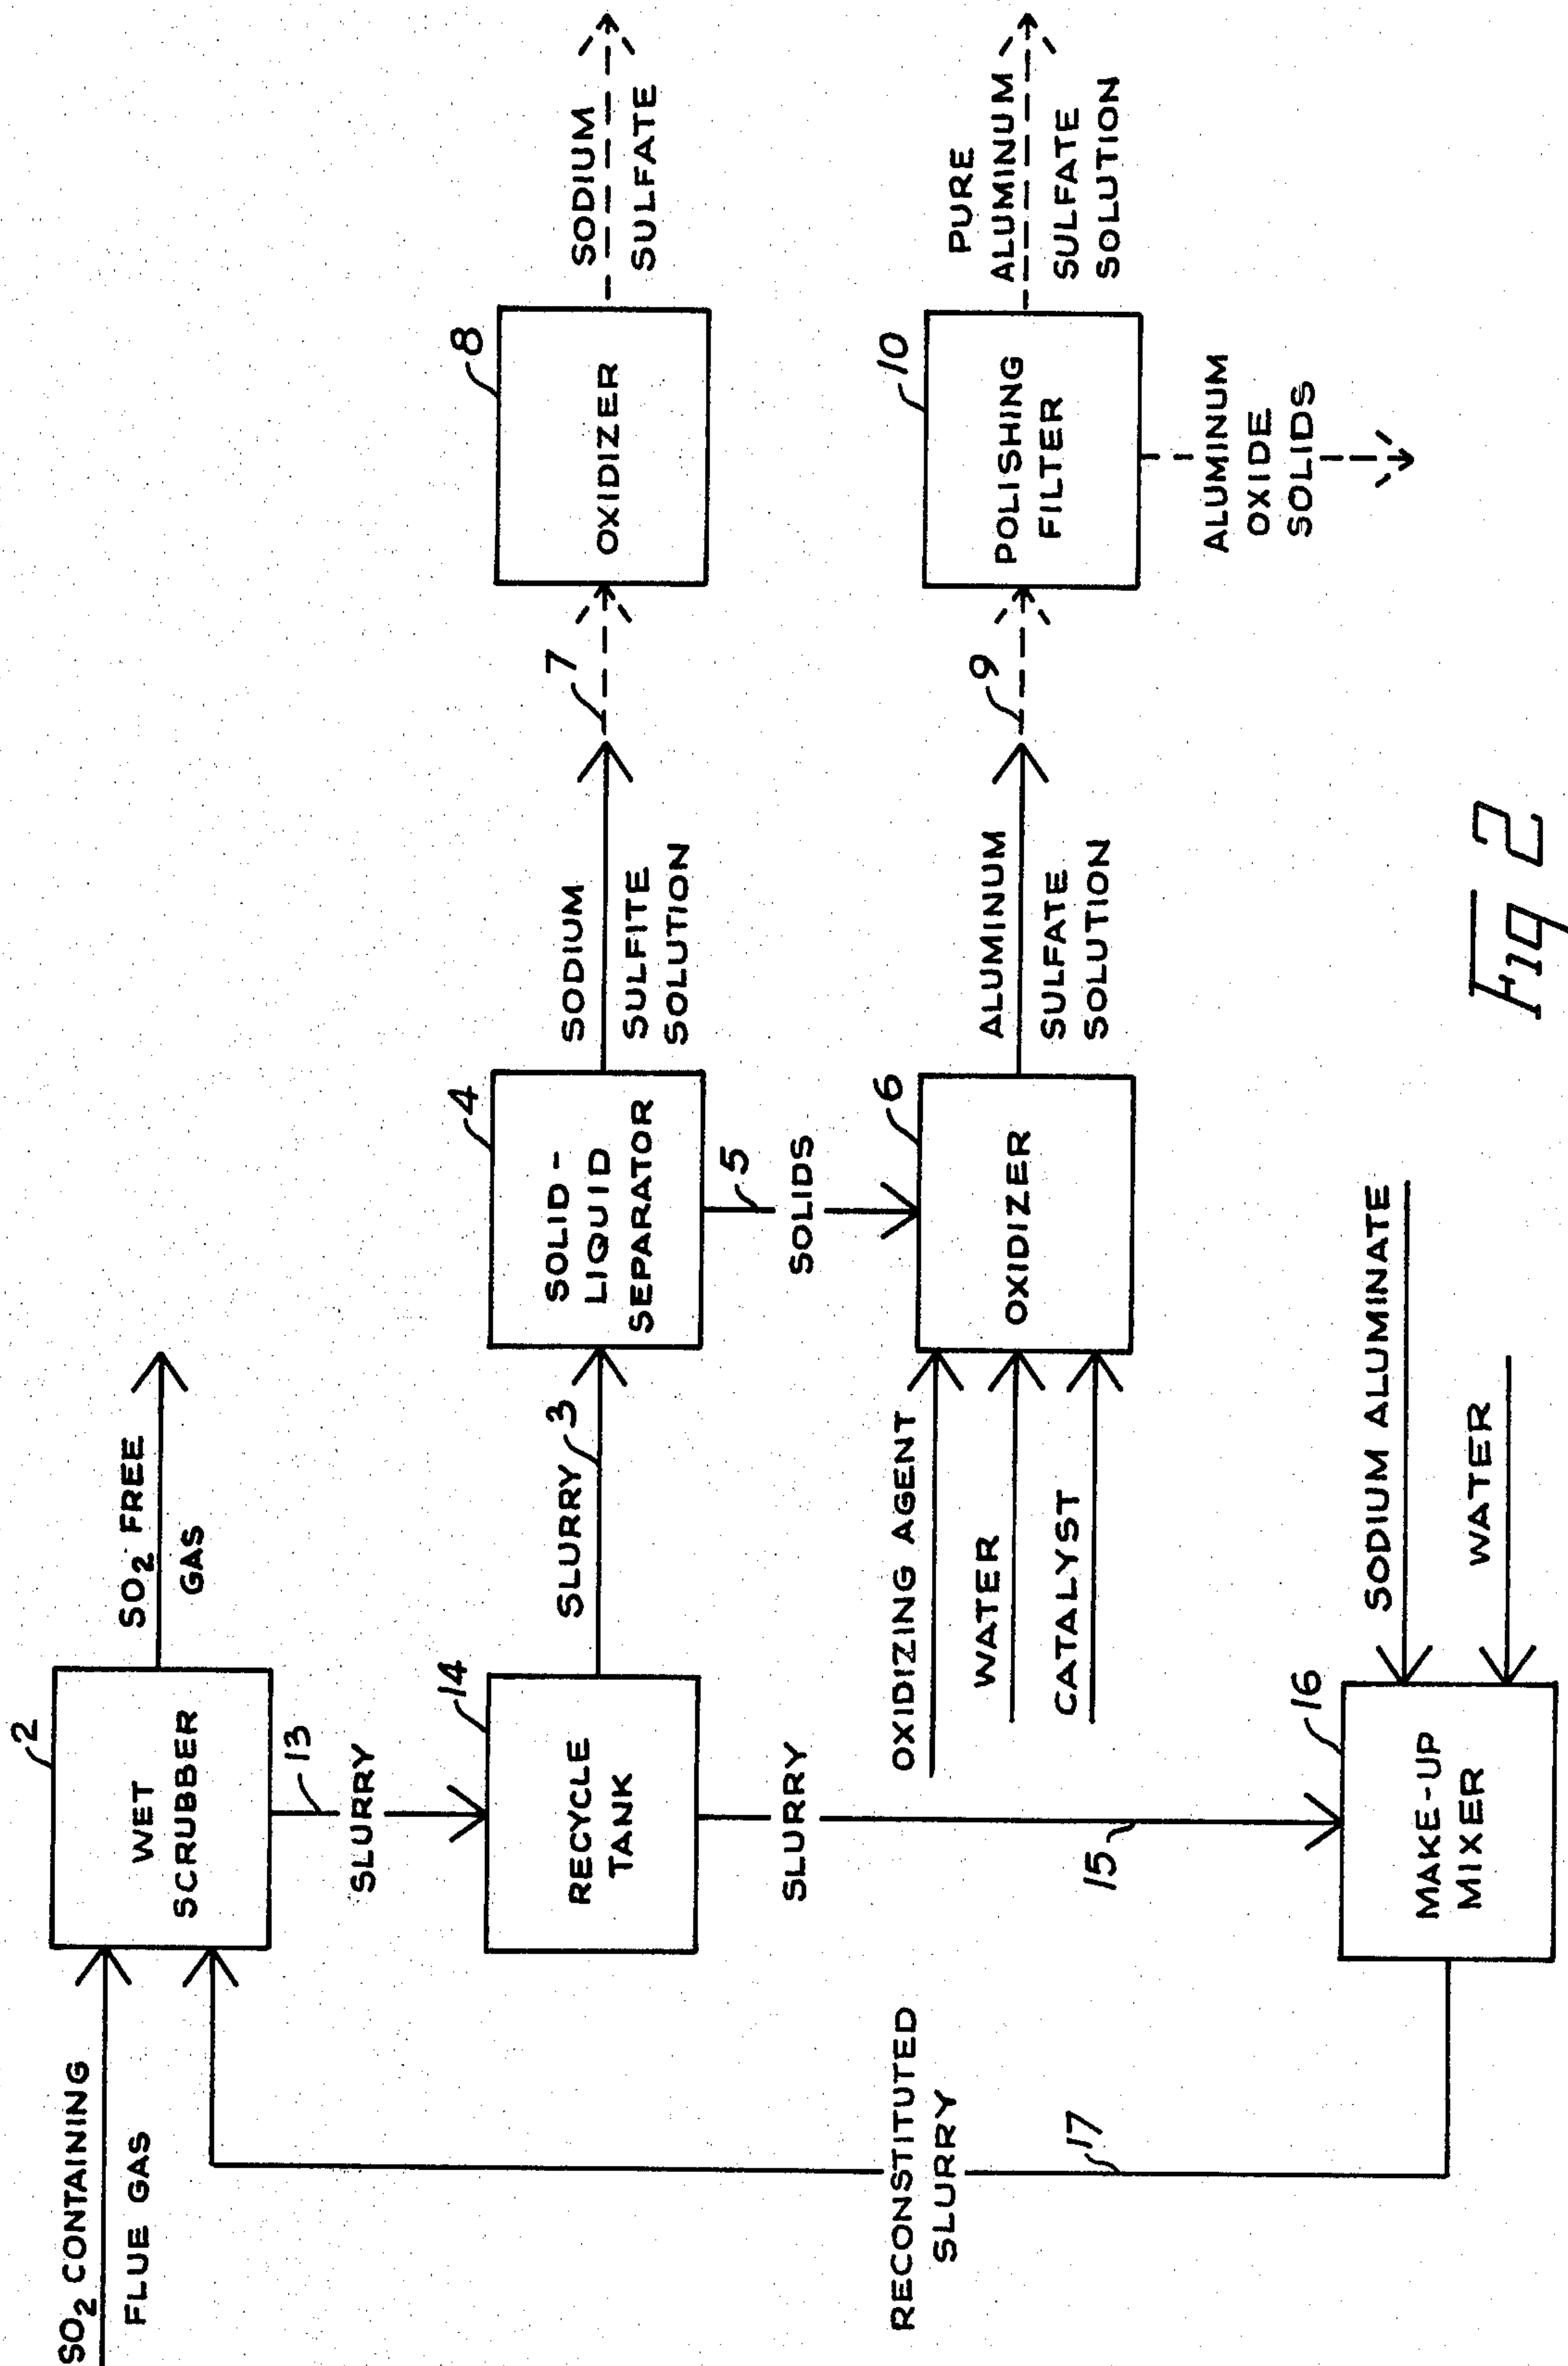 SO2 CONTAINING
FLUE GAS
2
WET
SCRUBBER
SO2 FREE
GAS
13
SLURRY
14
RECYCLE
TANK
SLURRY
3
4
SOLID-
LIQUID
SEPARATOR
SODIUM
SULFITE
SOLUTION
7
8
OXIDIZER
SODIUM
SULFATE
5
SOLIDS
SLURRY
15
OXIDIZING AGENT
WATER
CATALYST
6
OXIDIZER
ALUMINUM
SULFATE
SOLUTION
9
10
POLISHING
FILTER
PURE
ALUMINUM
SULFATE
SOLUTION
ALUMINUM
OXIDE
SOLIDS
RECONSTITUTED
SLURRY
17
16
MAKE-UP
MIXER
SODIUM ALUMINATE
WATER
Fig 2